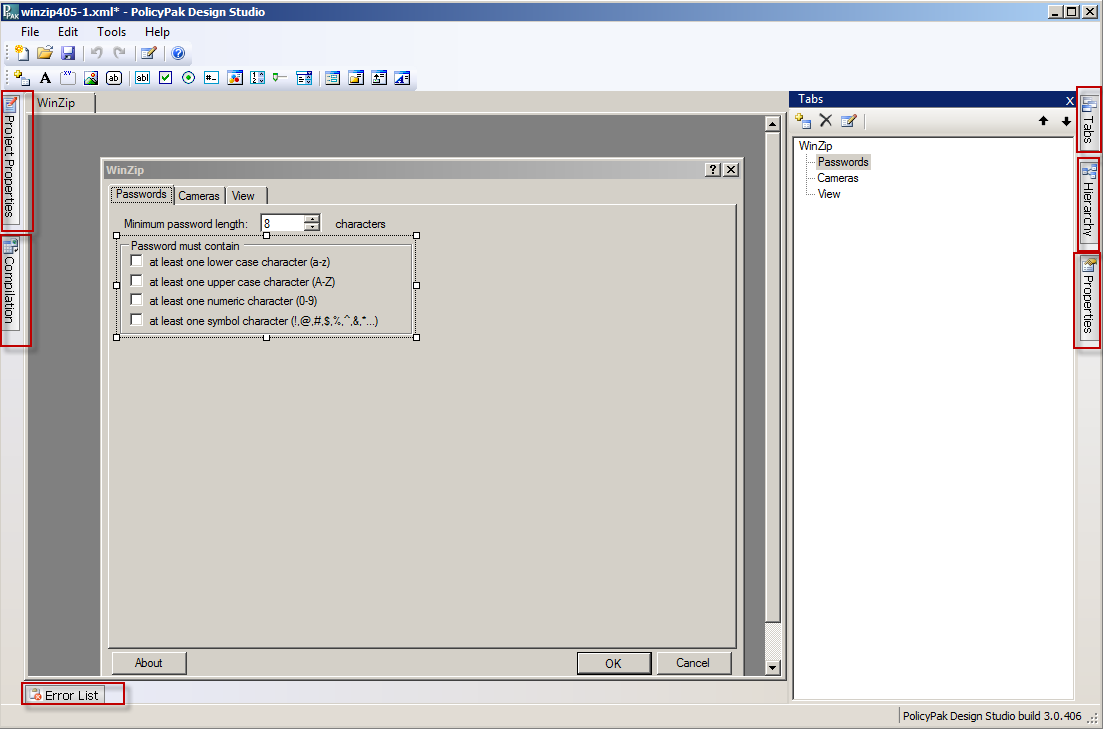 winzip405-1.xml* - PolicyPak Design Studio
File Edit Tools Help
WinZip
Project Properties
Compilation
WinZip
Passwords Cameras View
Minimum password length: 8 characters
Password must contain
at least one lower case character (a-z)
at least one upper case character (A-Z)
at least one numeric character (0-9)
at least one symbol character (!,@,#,$,%,^,&,*...)
About OK Cancel
Error List
Tabs
WinZip
Passwords
Cameras
View
Tabs
Hierarchy
Properties
PolicyPak Design Studio build 3.0.406